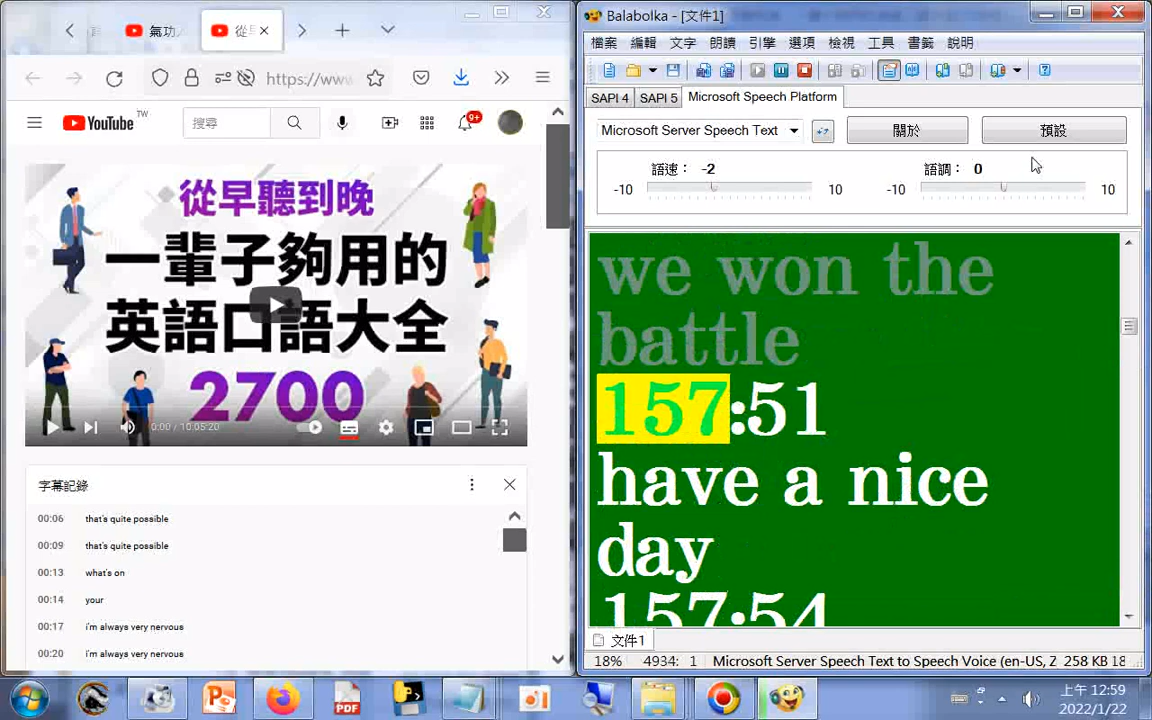 氣功
從
https://www
YouTube TW
搜尋
9+
從早聽到晚
一輩子夠用的
英語口語大全
2700
0:00 / 10:05:20
字幕記錄
00:06 that's quite possible
00:09 that's quite possible
00:13 what's on
00:14 your
00:17 i'm always very nervous
00:20 i'm always very nervous
Balabolka - [文件1]
檔案 編輯 文字 朗讀 引擎 選項 檢視 工具 書籤 說明
SAPI 4 SAPI 5 Microsoft Speech Platform
Microsoft Server Speech Text 關於 預設
語速： -2 語調： 0
-10 10 -10 10
we won the
battle
157:51
have a nice
day
157:54
文件1
18% 4934: 1 Microsoft Server Speech Text to Speech Voice (en-US, Z 258 KB 18
PDF
上午 12:59
2022/1/22